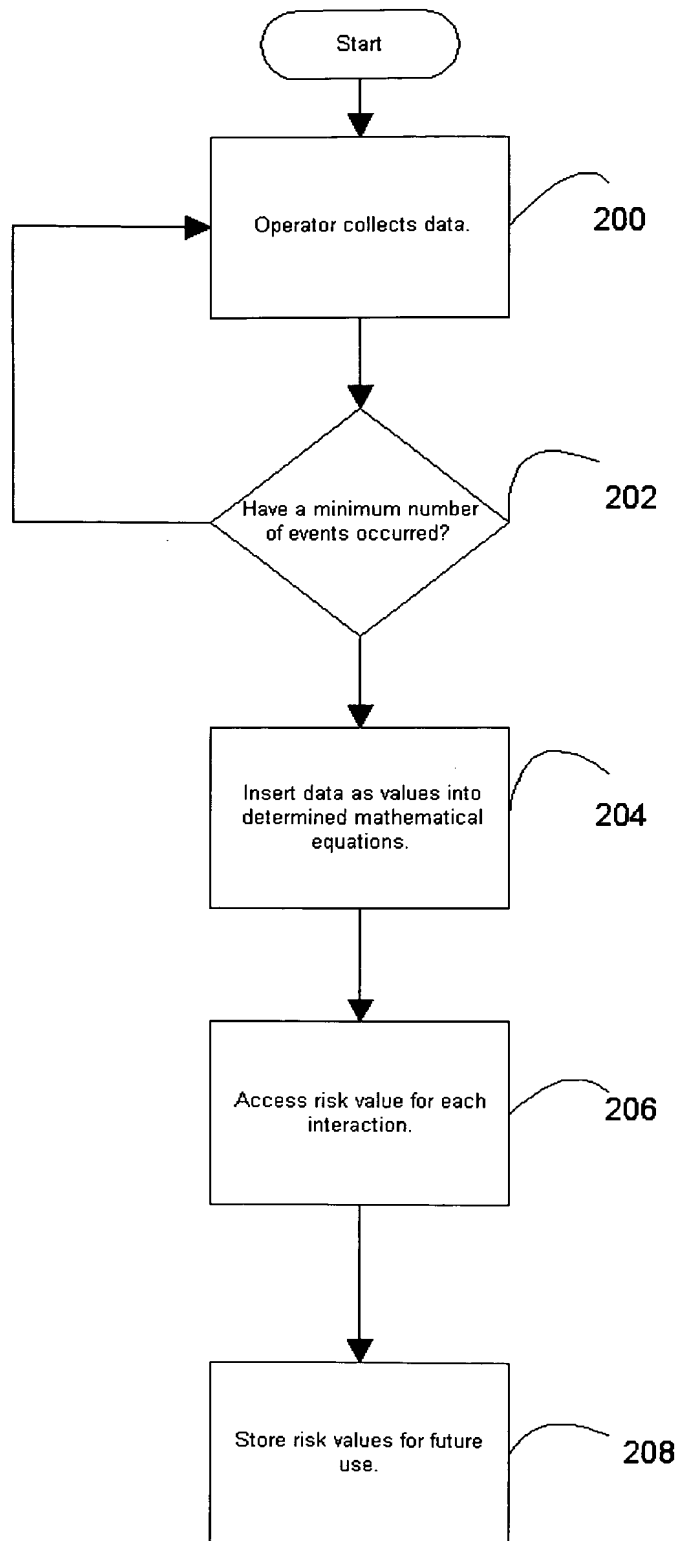 Start
Operator collects data.
200
Have a minimum number
of events occurred?
202
Insert data as values into
determined mathematical
equations.
204
Access risk value for each
interaction.
206
Store risk values for future
use.
208